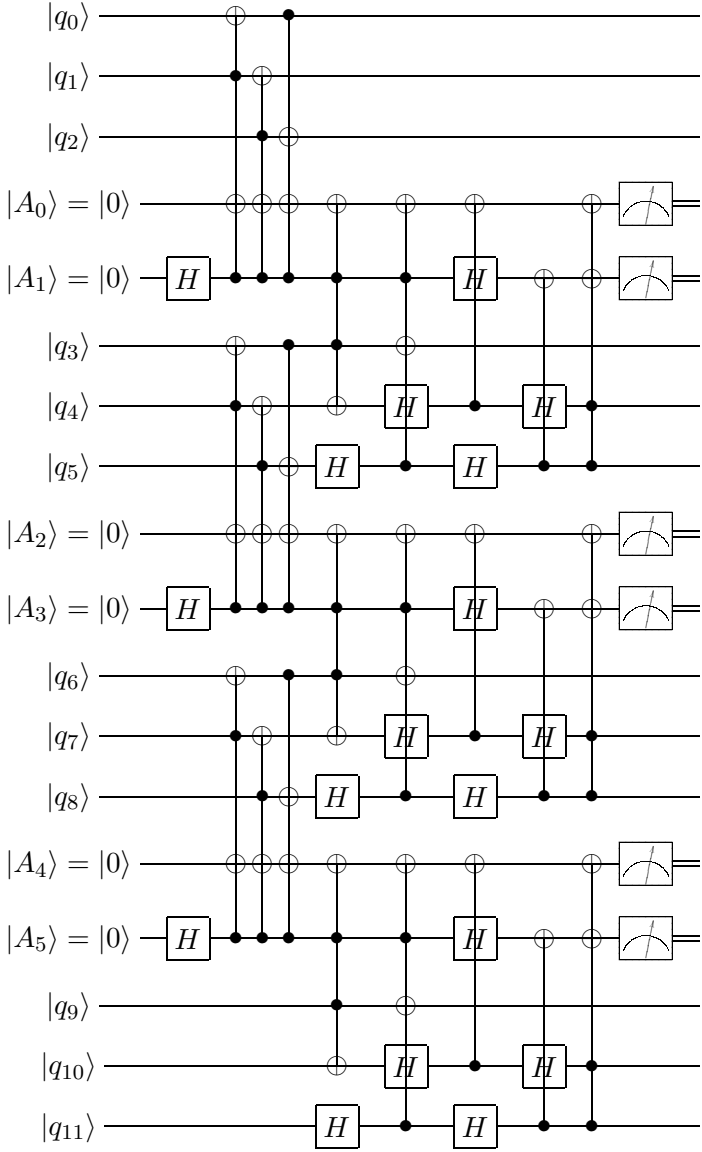 |q₀⟩
|q₁⟩
|q₂⟩
|A₀⟩ = |0⟩
|A₁⟩ = |0⟩ H H
|q₃⟩
|q₄⟩ H H
|q₅⟩ H H
|A₂⟩ = |0⟩
|A₃⟩ = |0⟩ H H
|q₆⟩
|q₇⟩ H H
|q₈⟩ H H
|A₄⟩ = |0⟩
|A₅⟩ = |0⟩ H H
|q₉⟩
|q₁₀⟩ H H
|q₁₁⟩ H H